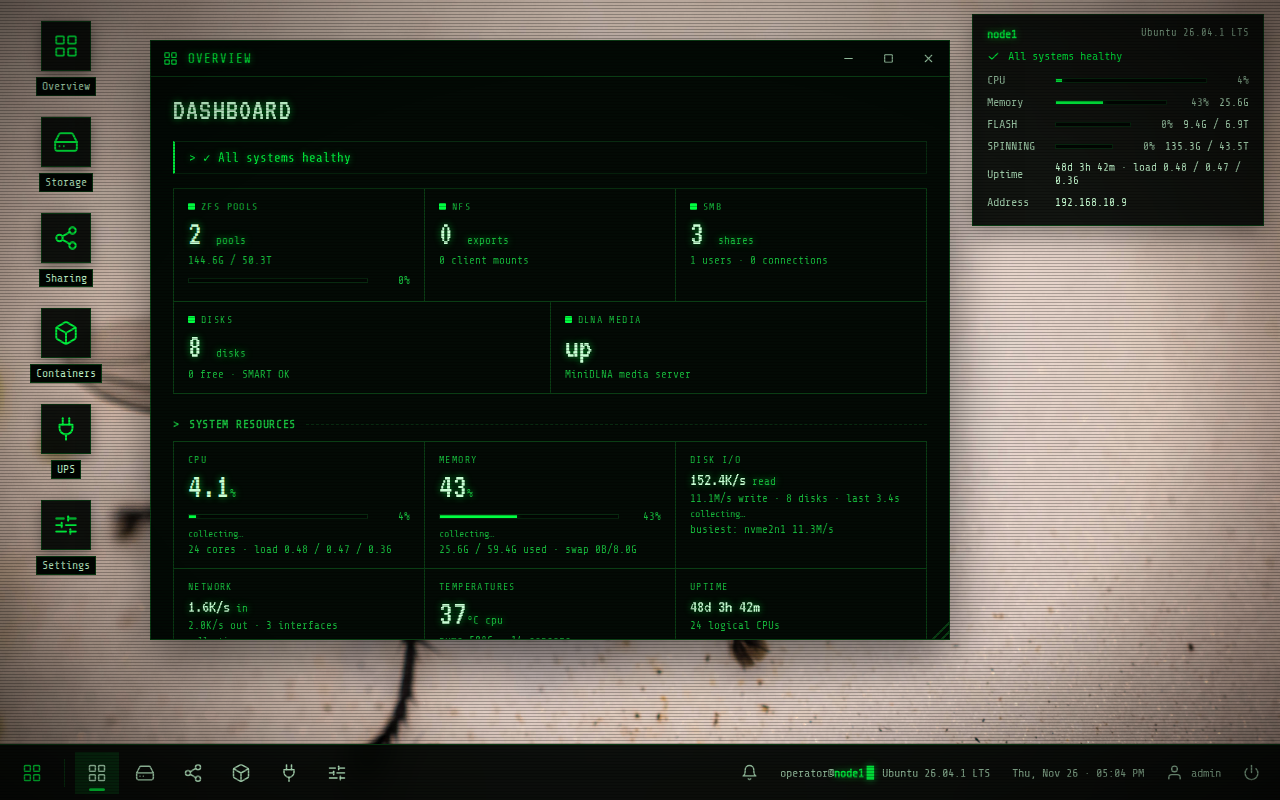 Overview
Storage
Sharing
Containers
UPS
Settings
OVERVIEW
DASHBOARD
> ✓ All systems healthy
ZFS POOLS
2 pools
144.6G / 50.3T
0%
NFS
0 exports
0 client mounts
SMB
3 shares
1 users · 0 connections
DISKS
8 disks
0 free · SMART OK
DLNA MEDIA
up
MiniDLNA media server
> SYSTEM RESOURCES
CPU
4.1%
4%
collecting…
24 cores · load 0.48 / 0.47 / 0.36
MEMORY
43%
43%
collecting…
25.6G / 59.4G used · swap 0B/8.0G
DISK I/O
152.4K/s read
11.1M/s write · 8 disks · last 3.4s
collecting…
busiest: nvme2n1 11.3M/s
NETWORK
1.6K/s in
2.0K/s out · 3 interfaces
TEMPERATURES
37°C cpu
UPTIME
48d 3h 42m
24 logical CPUs
node1 Ubuntu 26.04.1 LTS
✓ All systems healthy
CPU 4%
Memory 43% 25.6G
FLASH 0% 9.4G / 6.9T
SPINNING 0% 135.3G / 43.5T
Uptime 48d 3h 42m · load 0.48 / 0.47 /
0.36
Address 192.168.10.9
operator@node1 Ubuntu 26.04.1 LTS Thu, Nov 26 · 05:04 PM admin